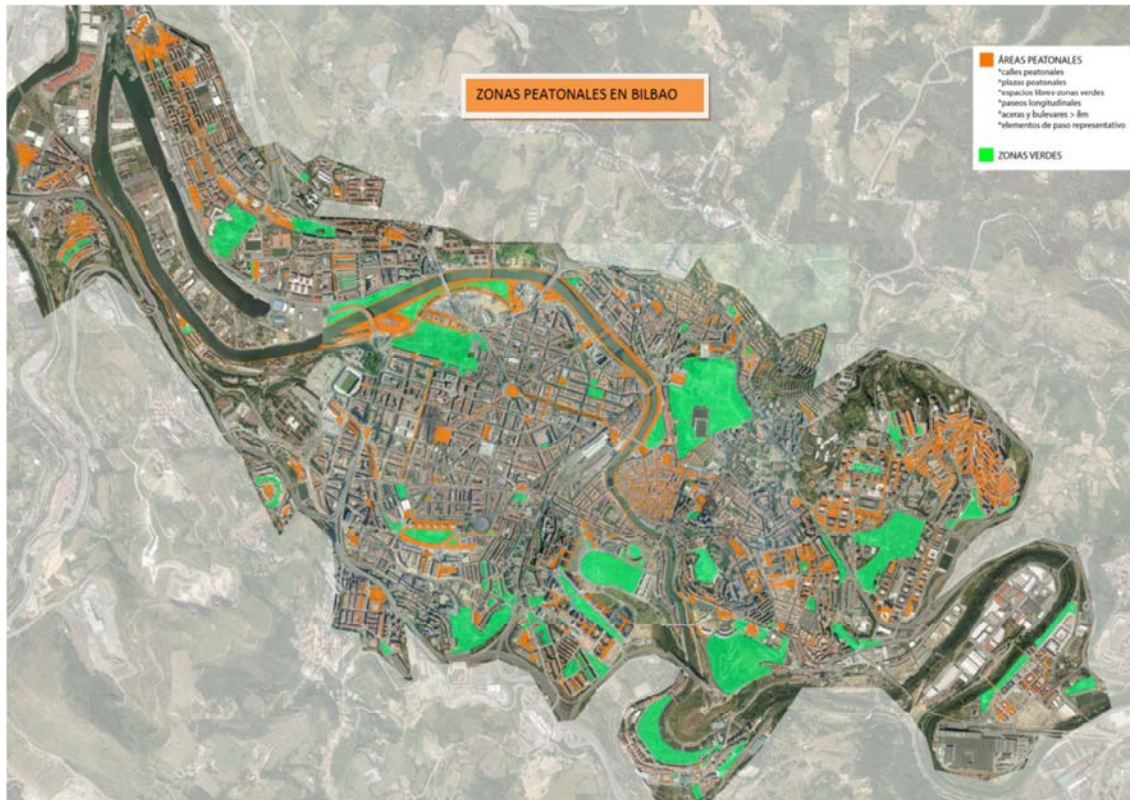 ZONAS PEATONALES EN BILBAO
ÁREAS PEATONALES
*calles peatonales
*plazas peatonales
*espacios libres-zonas verdes
*paseos longitudinales
*aceras y bulevares > 8m
*elementos de paso representativo
ZONAS VERDES